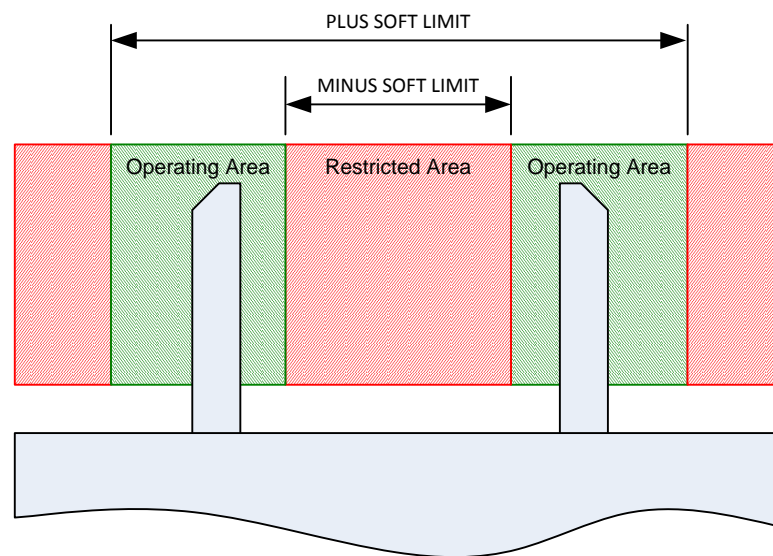 PLUS SOFT LIMIT
MINUS SOFT LIMIT
Operating Area
Restricted Area
Operating Area